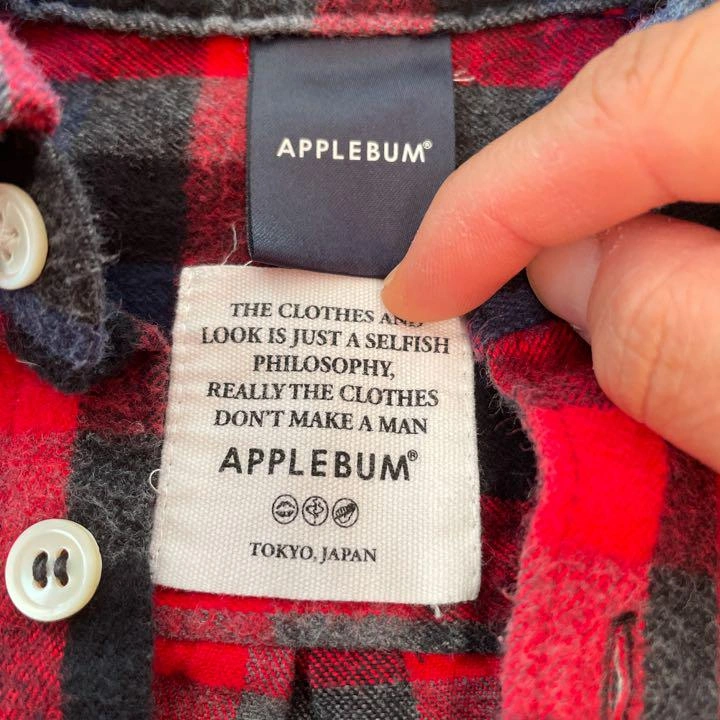 APPLEBUM®
THE CLOTHES AND
LOOK IS JUST A SELFISH
PHILOSOPHY,
REALLY THE CLOTHES
DON'T MAKE A MAN
APPLEBUM®
TOKYO, JAPAN